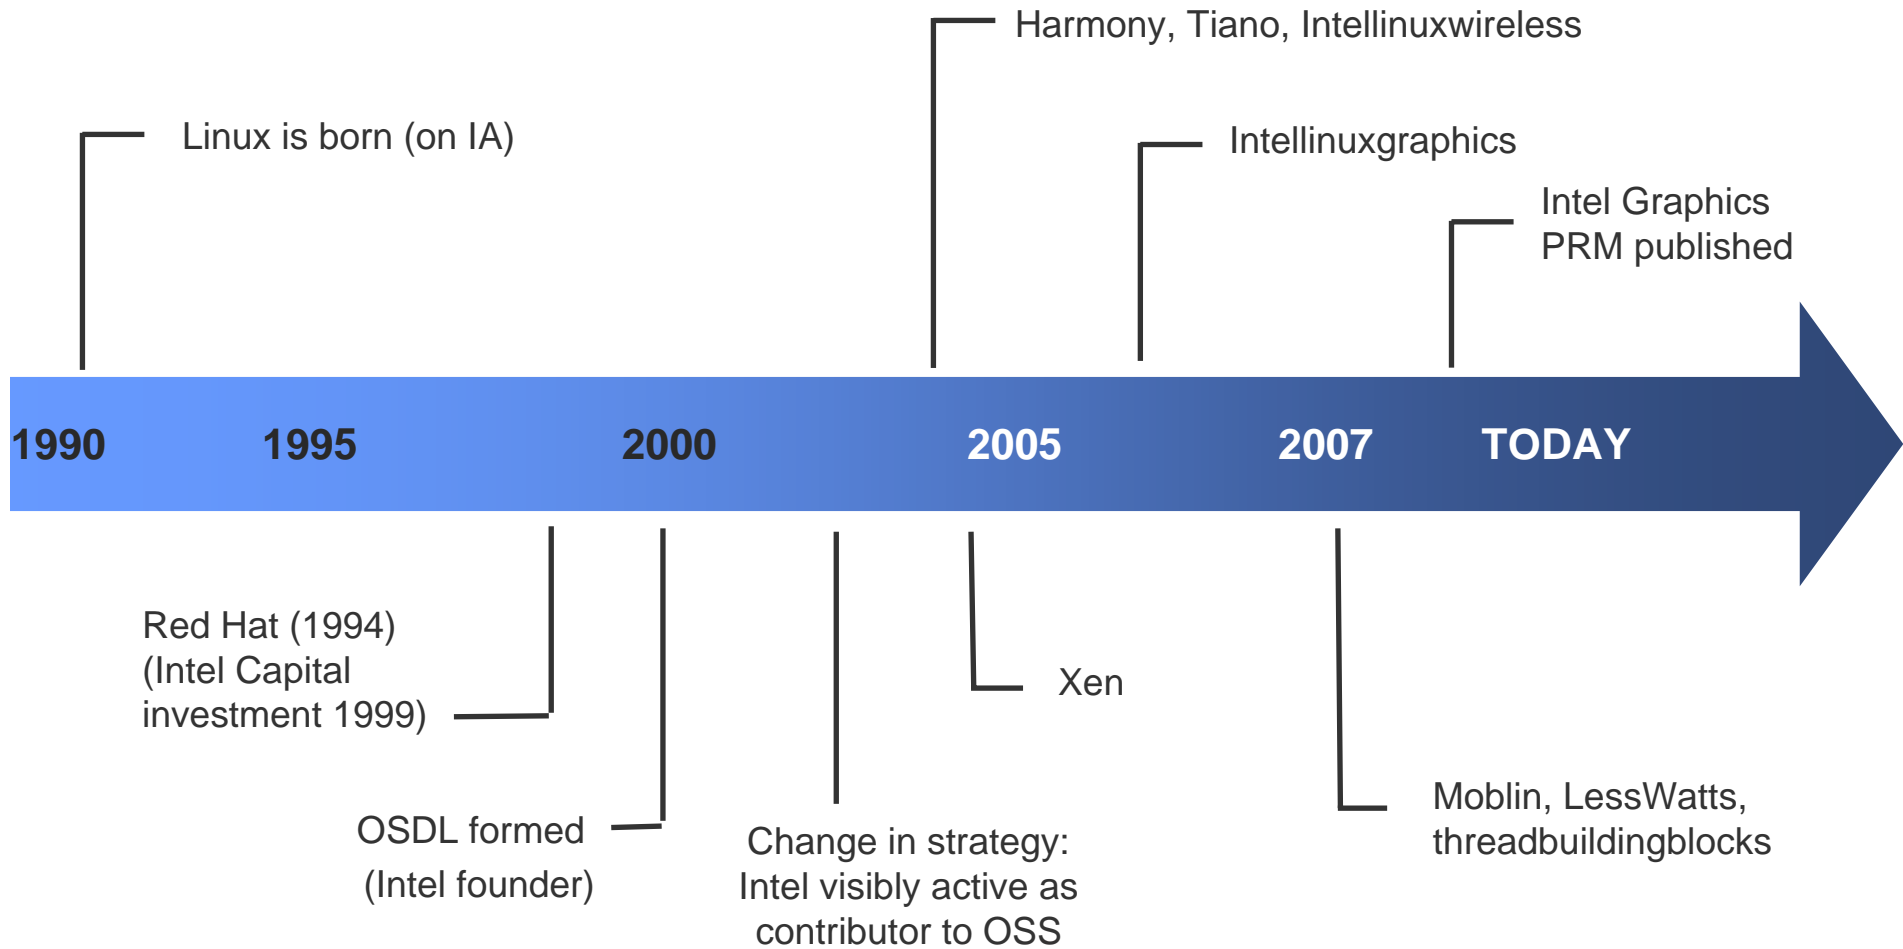 Harmony, Tiano, Intellinuxwireless
Linux is born (on IA)
Intellinuxgraphics
Intel Graphics
PRM published
1990 1995 2000 2005 2007 TODAY
Red Hat (1994)
(Intel Capital
investment 1999)
Xen
OSDL formed
(Intel founder)
Change in strategy:
Intel visibly active as
contributor to OSS
Moblin, LessWatts,
threadbuildingblocks